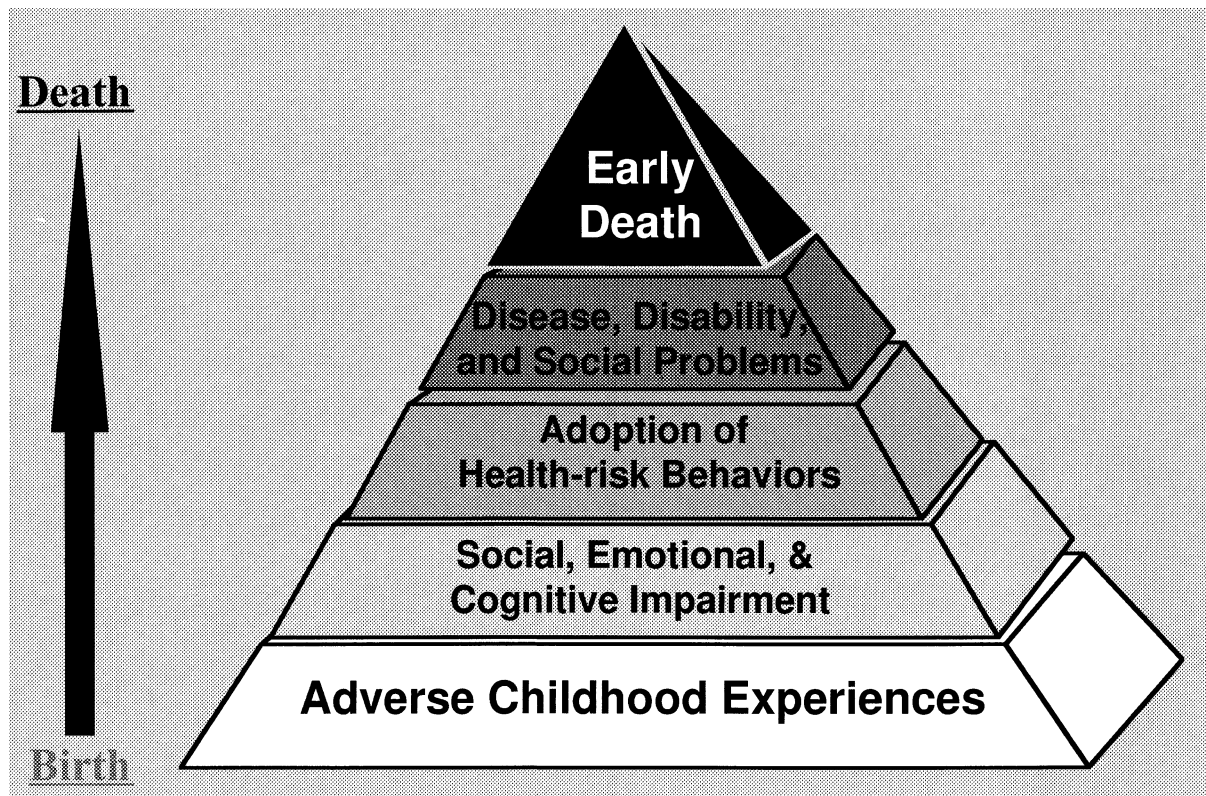 Death
Early
Death
Disease, Disability,
and Social Problems
Adoption of
Health-risk Behaviors
Social, Emotional, &
Cognitive Impairment
Adverse Childhood Experiences
Birth